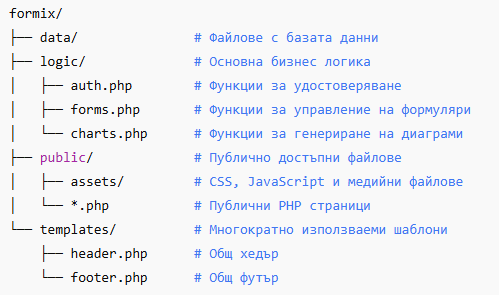 formix/
├── data/               # Файлове с базата данни
├── logic/              # Основна бизнес логика
│   ├── auth.php        # Функции за удостоверяване
│   ├── forms.php       # Функции за управление на формуляри
│   └── charts.php      # Функции за генериране на диаграми
├── public/             # Публично достъпни файлове
│   ├── assets/         # CSS, JavaScript и медийни файлове
│   └── *.php           # Публични PHP страници
└── templates/          # Многократно използваеми шаблони
    ├── header.php      # Общ хедър
    └── footer.php      # Общ футър